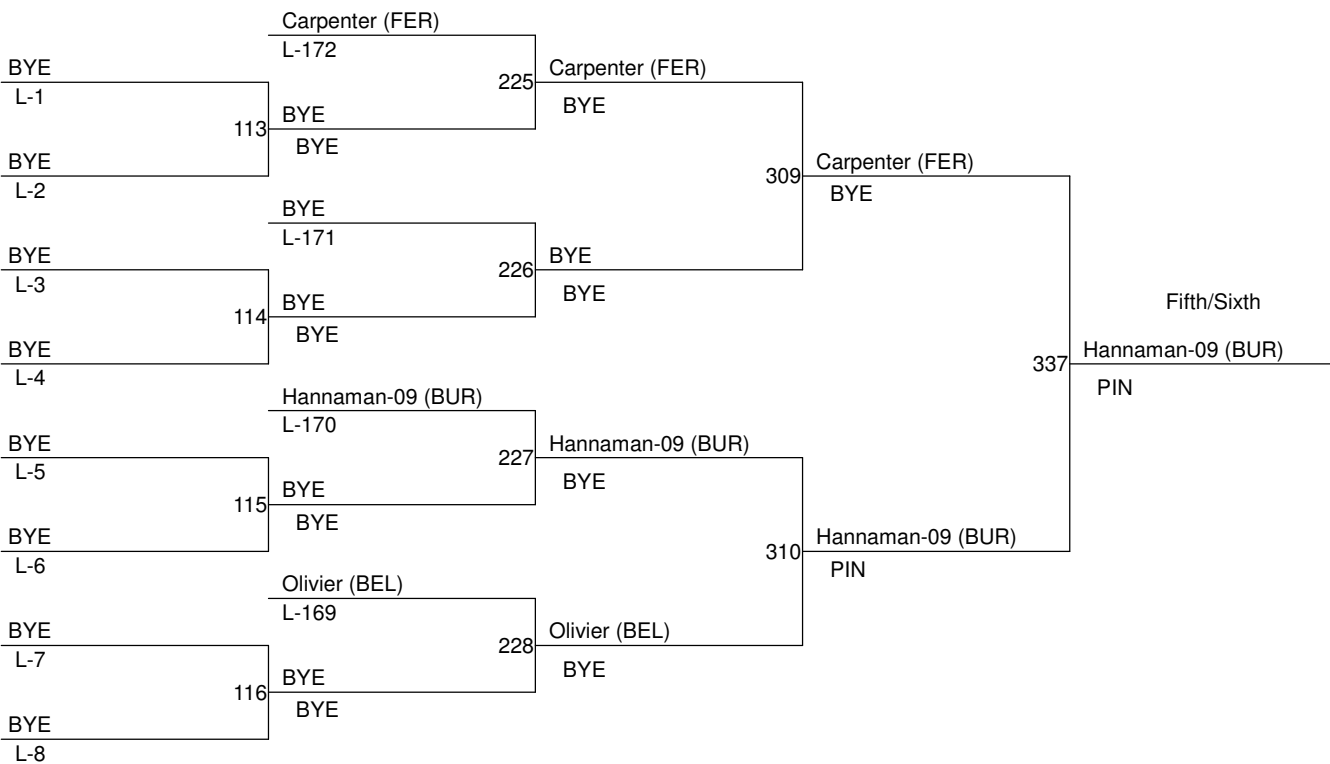 Carpenter (FER)
L-172
BYE
L-1
225
Carpenter (FER)
BYE
113
BYE
BYE
BYE
L-2
309
Carpenter (FER)
BYE
BYE
L-171
BYE
L-3
226
BYE
BYE
114
BYE
BYE
Fifth/Sixth
BYE
L-4
337
Hannaman-09 (BUR)
PIN
Hannaman-09 (BUR)
L-170
BYE
L-5
227
Hannaman-09 (BUR)
BYE
115
BYE
BYE
BYE
L-6
310
Hannaman-09 (BUR)
PIN
Olivier (BEL)
L-169
BYE
L-7
228
Olivier (BEL)
BYE
116
BYE
BYE
BYE
L-8